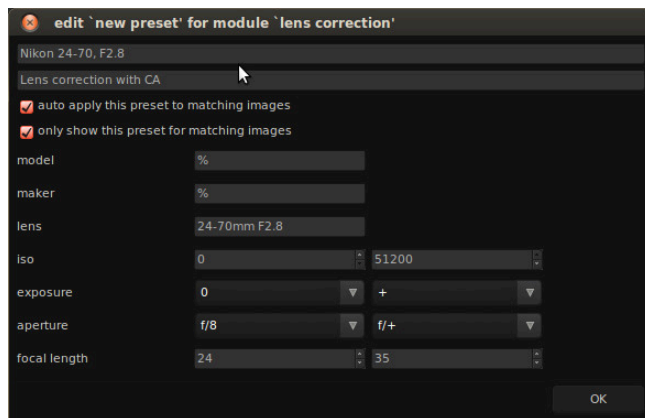 edit `new preset' for module `lens correction'
Nikon 24-70, F2.8
Lens correction with CA
auto apply this preset to matching images
only show this preset for matching images
model %
maker %
lens 24-70mm F2.8
iso 0 51200
exposure 0 +
aperture f/8 f/+
focal length 24 35
OK